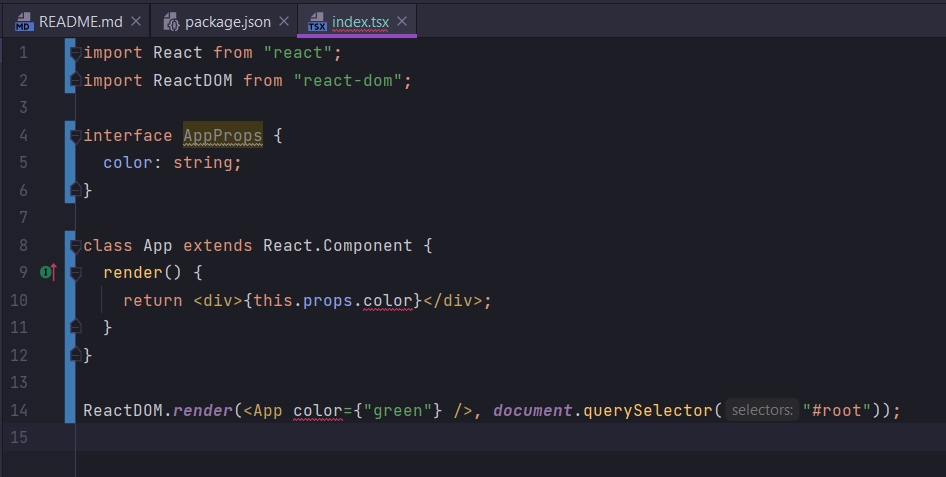 README.md package.json index.tsx
1 import React from "react";
2 import ReactDOM from "react-dom";
3
4 interface AppProps {
5   color: string;
6 }
7
8 class App extends React.Component {
9   render() {
10     return <div>{this.props.color}</div>;
11   }
12 }
13
14 ReactDOM.render(<App color={"green"} />, document.querySelector( selectors: "#root"));
15